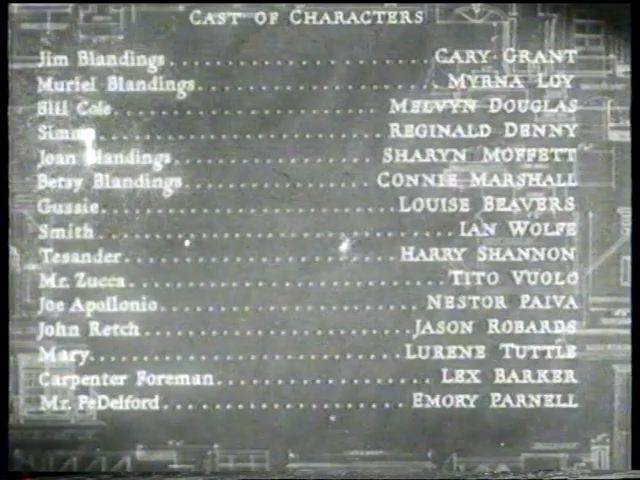 CAST OF CHARACTERS
Jim Blandings.......................... CARY GRANT
Muriel Blandings........................ MYRNA LOY
Bill Cole........................... MELVYN DOUGLAS
Simms............................ REGINALD DENNY
Joan Blandings..................... SHARYN MOFFETT
Betsy Blandings................... CONNIE MARSHALL
Gussie............................. LOUISE BEAVERS
Smith................................... IAN WOLFE
Tesander........................... HARRY SHANNON
Mr. Zucca.............................. TITO VUOLO
Joe Apollonio......................... NESTOR PAIVA
John Retch.......................... JASON ROBARDS
Mary............................... LURENE TUTTLE
Carpenter Foreman...................... LEX BARKER
Mr. PeDelford....................... EMORY PARNELL